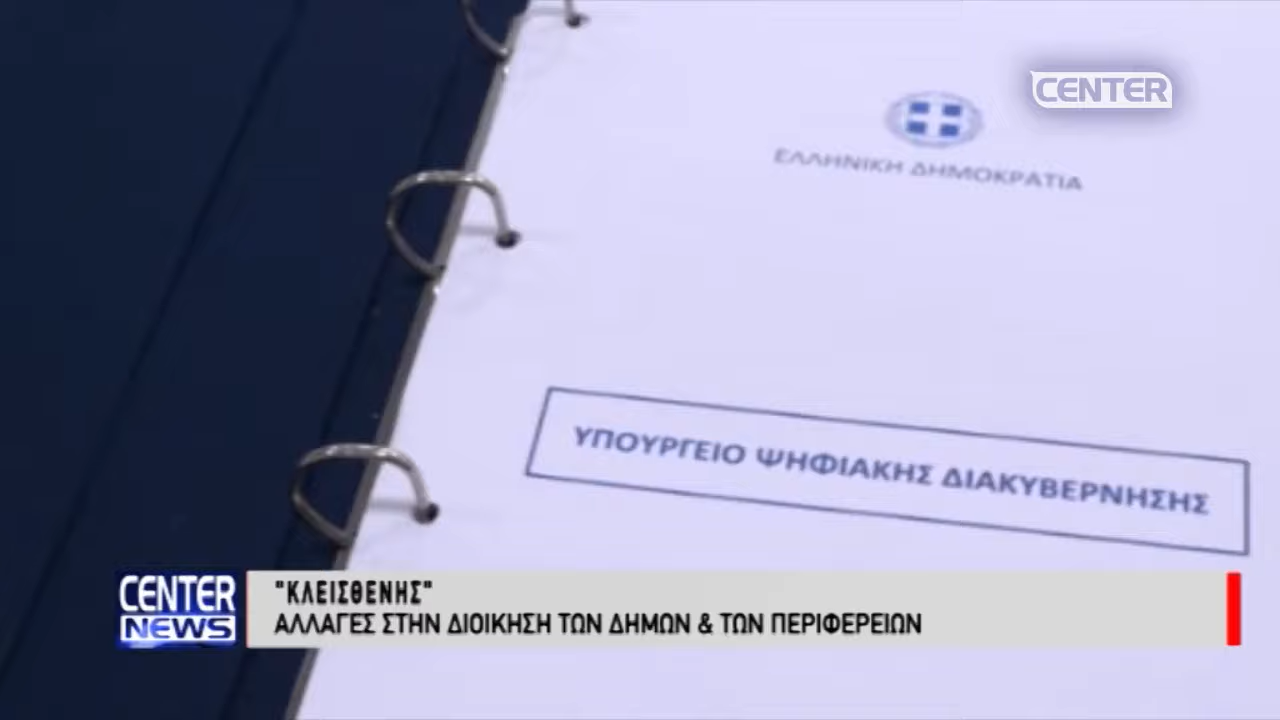 CENTER
ΕΛΛΗΝΙΚΗ ΔΗΜΟΚΡΑΤΙΑ
ΥΠΟΥΡΓΕΙΟ ΨΗΦΙΑΚΗΣ ΔΙΑΚΥΒΕΡΝΗΣΗΣ
CENTER
NEWS
"ΚΛΕΙΣΘΕΝΗΣ"
ΑΛΛΑΓΕΣ ΣΤΗΝ ΔΙΟΙΚΗΣΗ ΤΩΝ ΔΗΜΩΝ & ΤΩΝ ΠΕΡΙΦΕΡΕΙΩΝ